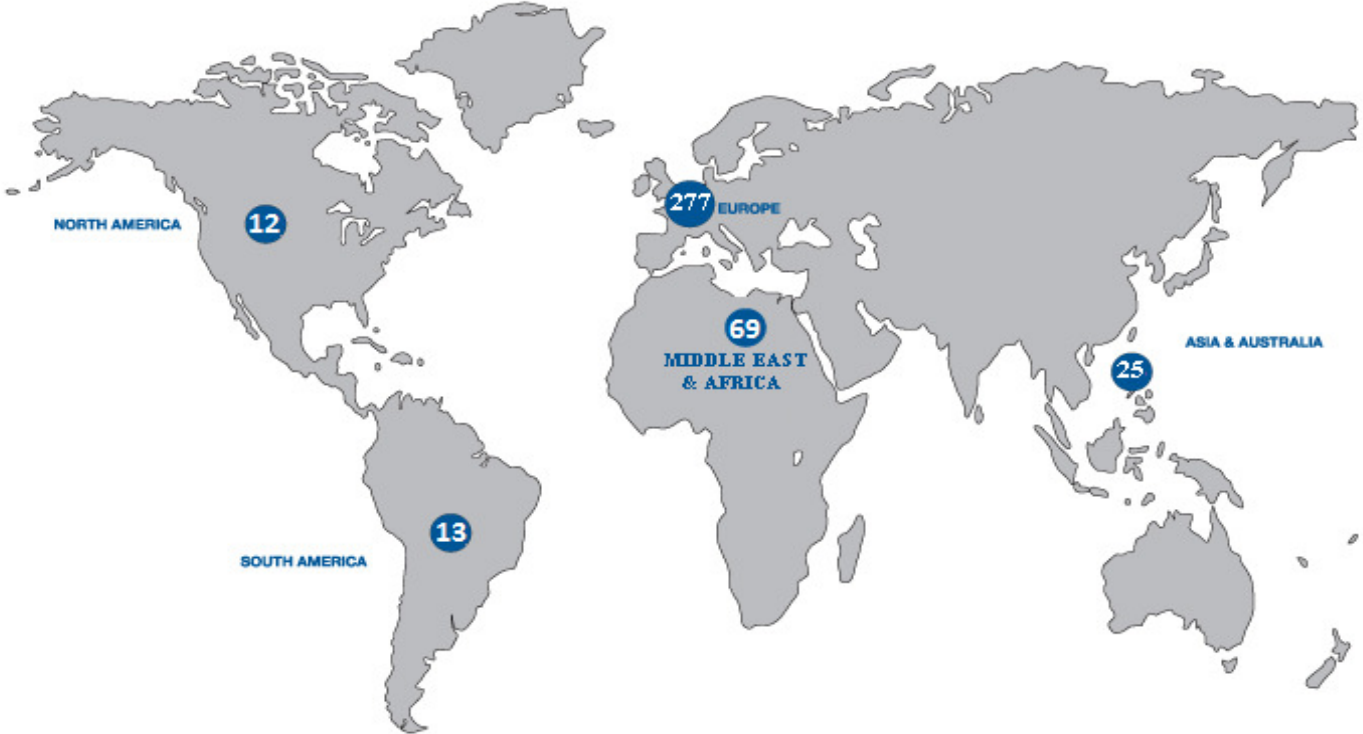 277
EUROPE
NORTH AMERICA
12
69
MIDDLE EAST
& AFRICA
ASIA & AUSTRALIA
25
13
SOUTH AMERICA